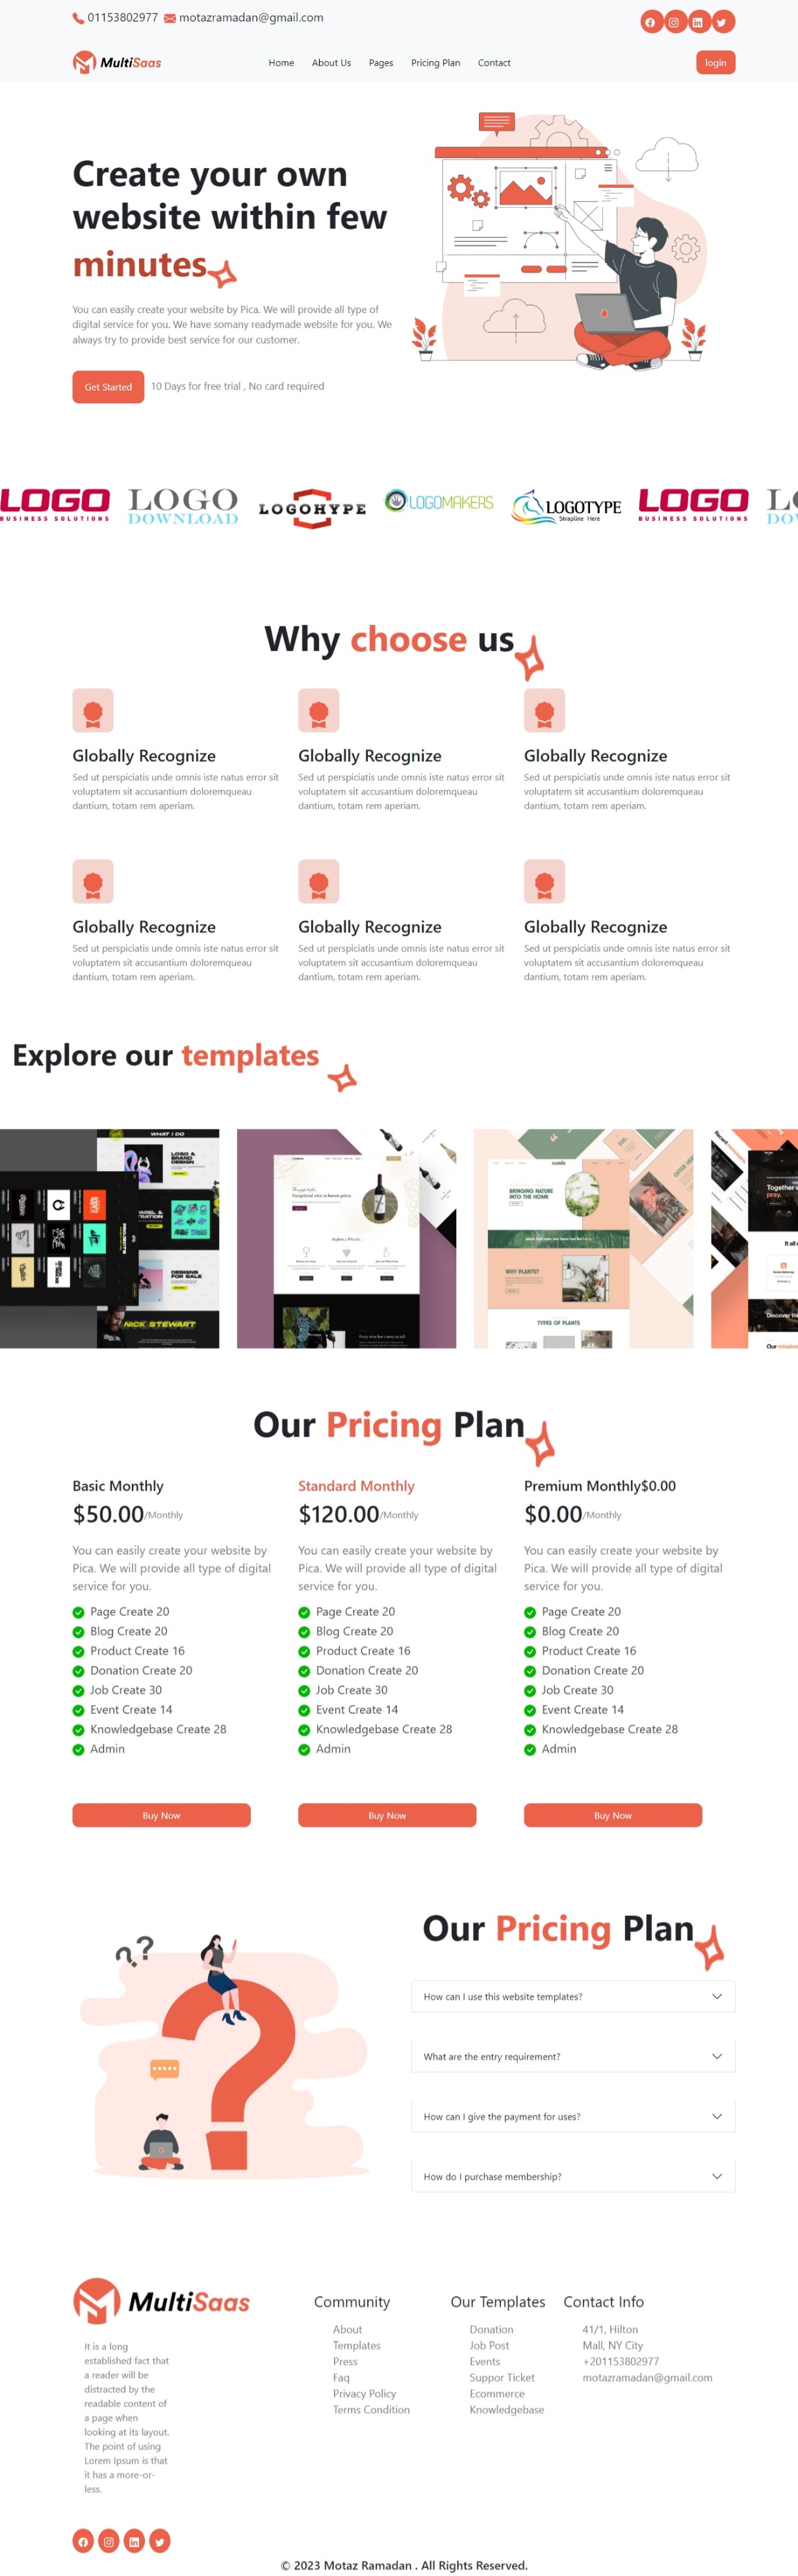 01153802977 motazramadan@gmail.com
MultiSaas
Home About Us Pages Pricing Plan Contact
login
Create your own
website within few
minutes
You can easily create your website by Pica. We will provide all type of
digital service for you. We have somany readymade website for you. We
always try to provide best service for our customer.
Get Started 10 Days for free trial , No card required
LOGO
BUSINESS SOLUTIONS
LOGO
DOWNLOAD
LOGOHYPE
LOGOMAKERS
LOGOTYPE
Strapline Here
LOGO
BUSINESS SOLUTIONS
Why choose us
Globally Recognize
Sed ut perspiciatis unde omnis iste natus error sit
voluptatem sit accusantium doloremqueau
dantium, totam rem aperiam.
Globally Recognize
Sed ut perspiciatis unde omnis iste natus error sit
voluptatem sit accusantium doloremqueau
dantium, totam rem aperiam.
Globally Recognize
Sed ut perspiciatis unde omnis iste natus error sit
voluptatem sit accusantium doloremqueau
dantium, totam rem aperiam.
Globally Recognize
Sed ut perspiciatis unde omnis iste natus error sit
voluptatem sit accusantium doloremqueau
dantium, totam rem aperiam.
Globally Recognize
Sed ut perspiciatis unde omnis iste natus error sit
voluptatem sit accusantium doloremqueau
dantium, totam rem aperiam.
Globally Recognize
Sed ut perspiciatis unde omnis iste natus error sit
voluptatem sit accusantium doloremqueau
dantium, totam rem aperiam.
Explore our templates
WHAT I DO
LOGO &
BRAND
DESIGN
DESIGNS
FOR SALE
NICK STEWART
BRINGING NATURE
INTO THE HOME
WHY PLANTS?
TYPES OF PLANTS
Our Pricing Plan
Basic Monthly
$50.00/Monthly
You can easily create your website by
Pica. We will provide all type of digital
service for you.
Page Create 20
Blog Create 20
Product Create 16
Donation Create 20
Job Create 30
Event Create 14
Knowledgebase Create 28
Admin
Buy Now
Standard Monthly
$120.00/Monthly
You can easily create your website by
Pica. We will provide all type of digital
service for you.
Page Create 20
Blog Create 20
Product Create 16
Donation Create 20
Job Create 30
Event Create 14
Knowledgebase Create 28
Admin
Buy Now
Premium Monthly$0.00
$0.00/Monthly
You can easily create your website by
Pica. We will provide all type of digital
service for you.
Page Create 20
Blog Create 20
Product Create 16
Donation Create 20
Job Create 30
Event Create 14
Knowledgebase Create 28
Admin
Buy Now
Our Pricing Plan
How can I use this website templates?
What are the entry requirement?
How can I give the payment for uses?
How do I purchase membership?
MultiSaas
It is a long
established fact that
a reader will be
distracted by the
readable content of
a page when
looking at its layout.
The point of using
Lorem Ipsum is that
it has a more-or-
less.
Community
About
Templates
Press
Faq
Privacy Policy
Terms Condition
Our Templates
Donation
Job Post
Events
Suppor Ticket
Ecommerce
Knowledgebase
Contact Info
41/1, Hilton
Mall, NY City
+201153802977
motazramadan@gmail.com
© 2023 Motaz Ramadan . All Rights Reserved.